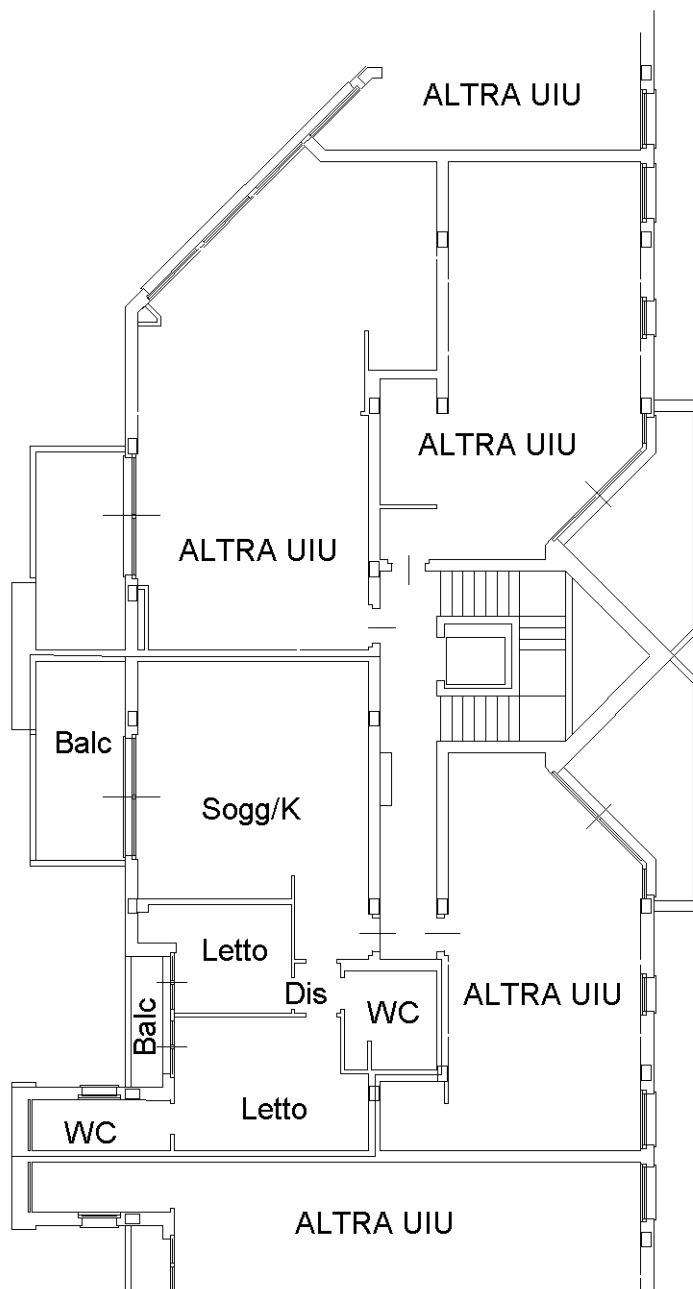 ALTRA UIU
ALTRA UIU
ALTRA UIU
Balc
Sogg/K
Letto
Dis
ALTRA UIU
WC
Balc
Letto
WC
ALTRA UIU